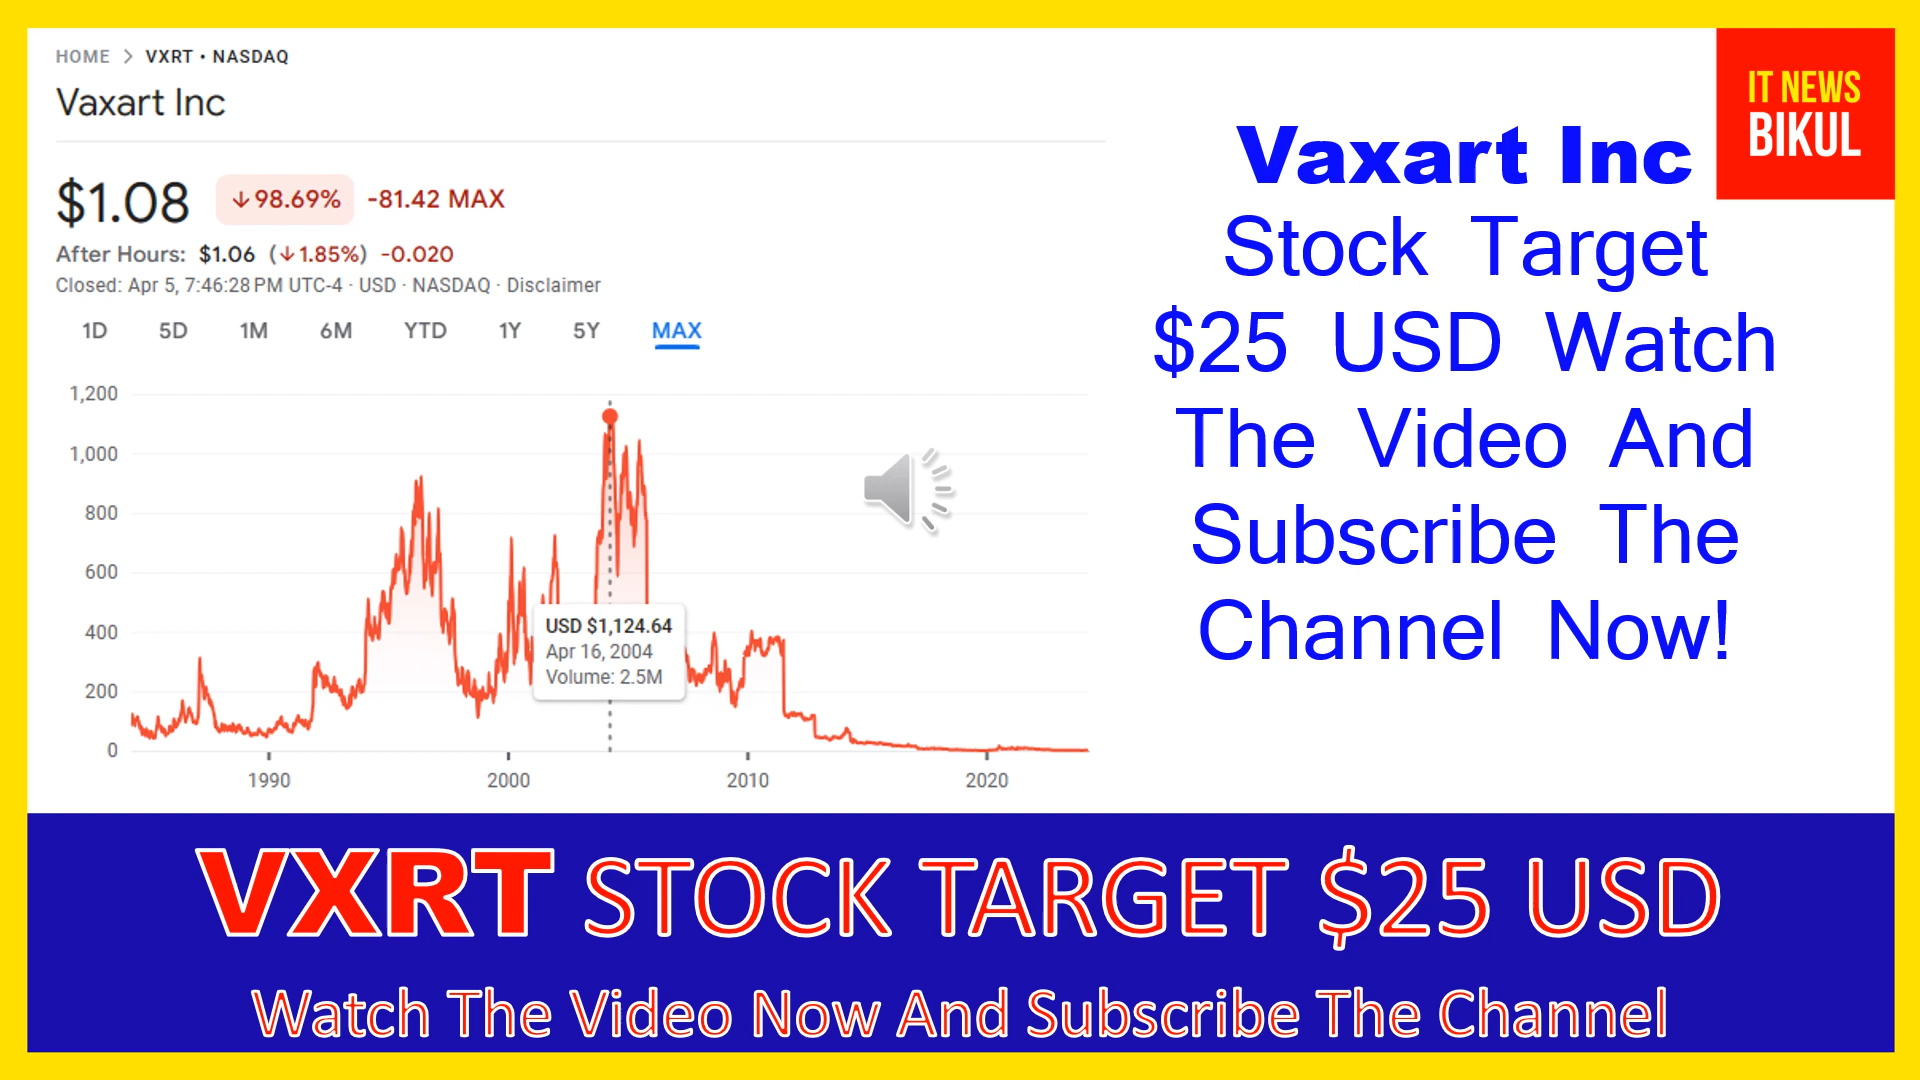 HOME > VXRT • NASDAQ
Vaxart Inc
$1.08 ↓98.69% -81.42 MAX
After Hours: $1.06 (↓1.85%) -0.020
Closed: Apr 5, 7:46:28 PM UTC-4 · USD · NASDAQ · Disclaimer
1D 5D 1M 6M YTD 1Y 5Y MAX
1,200
1,000
800
600
400
200
0
USD $1,124.64
Apr 16, 2004
Volume: 2.5M
1990 2000 2010 2020
IT NEWS
BIKUL
Vaxart Inc
Stock Target
$25 USD Watch
The Video And
Subscribe The
Channel Now!
VXRT STOCK TARGET $25 USD
Watch The Video Now And Subscribe The Channel